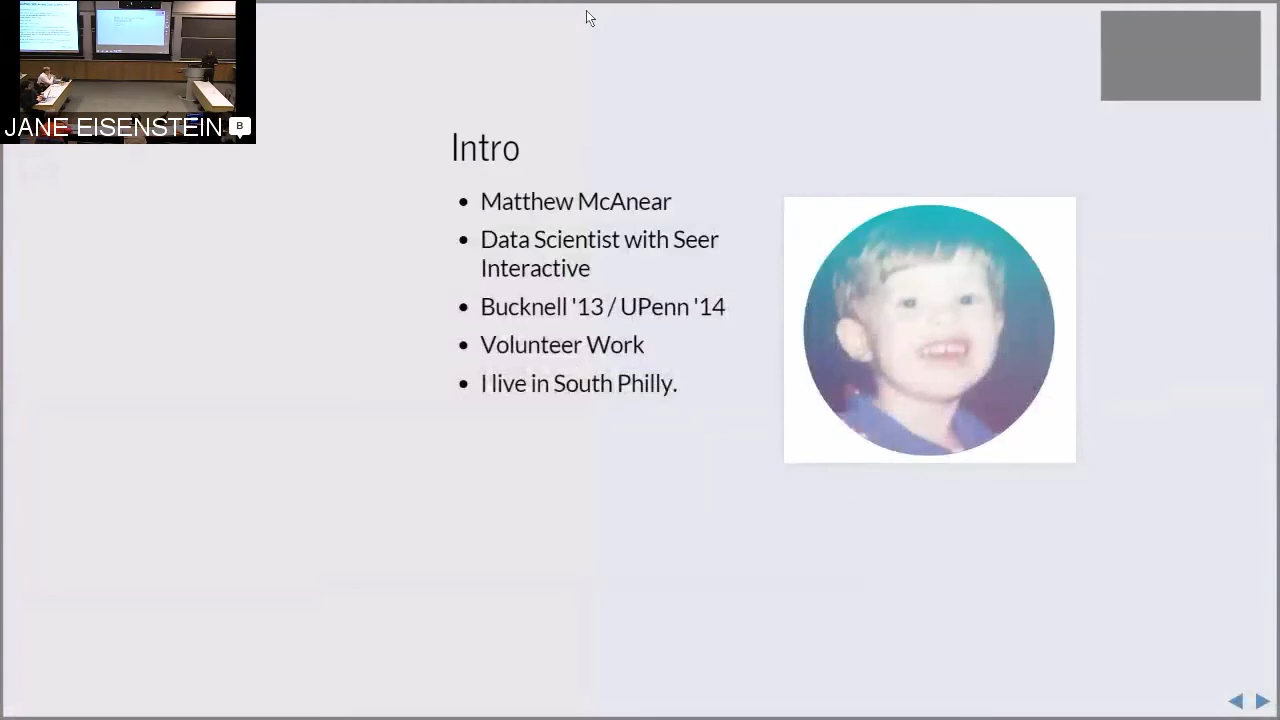 JANE EISENSTEIN
B
Intro
Matthew McAnear
Data Scientist with Seer
Interactive
Bucknell '13 / UPenn '14
Volunteer Work
I live in South Philly.